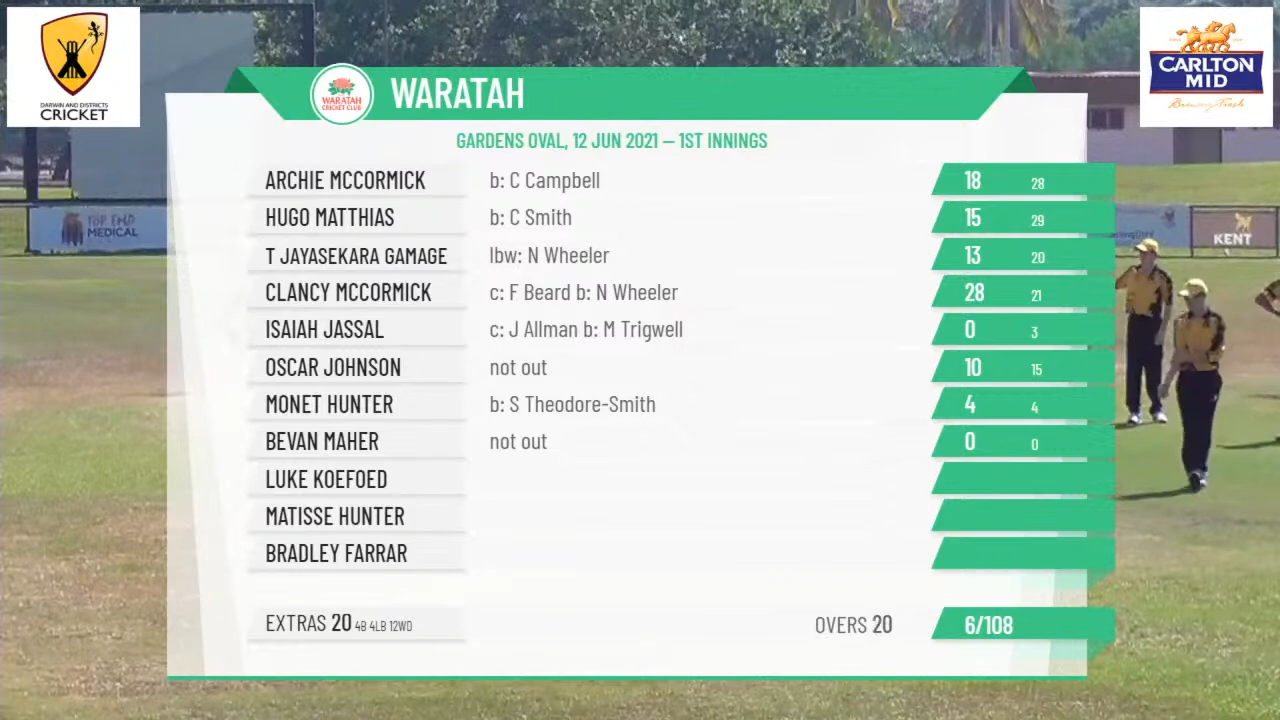 DARWIN AND DISTRICTS
CRICKET
CARLTON
MID
Brewery Fresh
WARATAH
CRICKET CLUB
WARATAH
GARDENS OVAL, 12 JUN 2021 – 1ST INNINGS
ARCHIE MCCORMICK b: C Campbell 18 28
HUGO MATTHIAS b: C Smith 15 29
T JAYASEKARA GAMAGE lbw: N Wheeler 13 20
CLANCY MCCORMICK c: F Beard b: N Wheeler 28 21
ISAIAH JASSAL c: J Allman b: M Trigwell 0 3
OSCAR JOHNSON not out 10 15
MONET HUNTER b: S Theodore-Smith 4 4
BEVAN MAHER not out 0 0
LUKE KOEFOED
MATISSE HUNTER
BRADLEY FARRAR
EXTRAS 20 4B 4LB 12WD OVERS 20 6/108
TOP END
MEDICAL
KENT